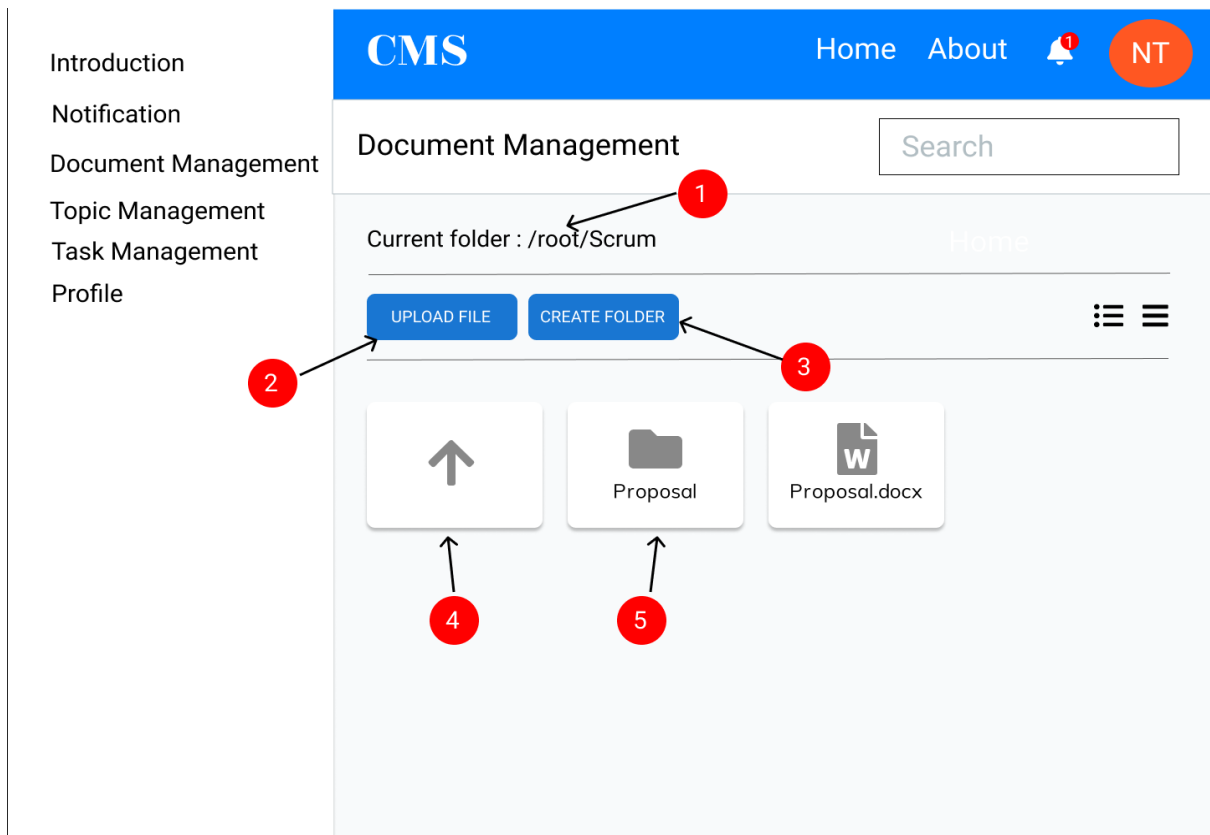 Introduction
Notification
Document Management
Topic Management
Task Management
Profile
CMS
Home About 1 NT
Document Management
Search
1
Current folder : /root/Scrum
Home
UPLOAD FILE CREATE FOLDER
2
3
W
Proposal
Proposal.docx
4
5